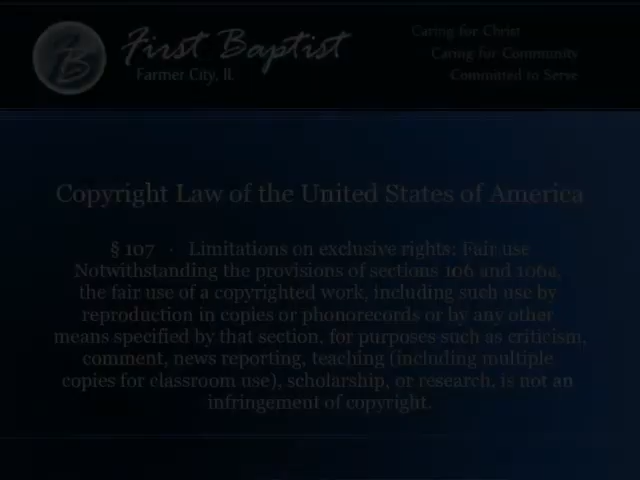 First Baptist
Farmer City, IL
Caring for Christ
Caring for Community
Committed to Serve
Copyright Law of the United States of America
§ 107 · Limitations on exclusive rights: Fair use
Notwithstanding the provisions of sections 106 and 106a,
the fair use of a copyrighted work, including such use by
reproduction in copies or phonorecords or by any other
means specified by that section, for purposes such as criticism,
comment, news reporting, teaching (including multiple
copies for classroom use), scholarship, or research, is not an
infringement of copyright.